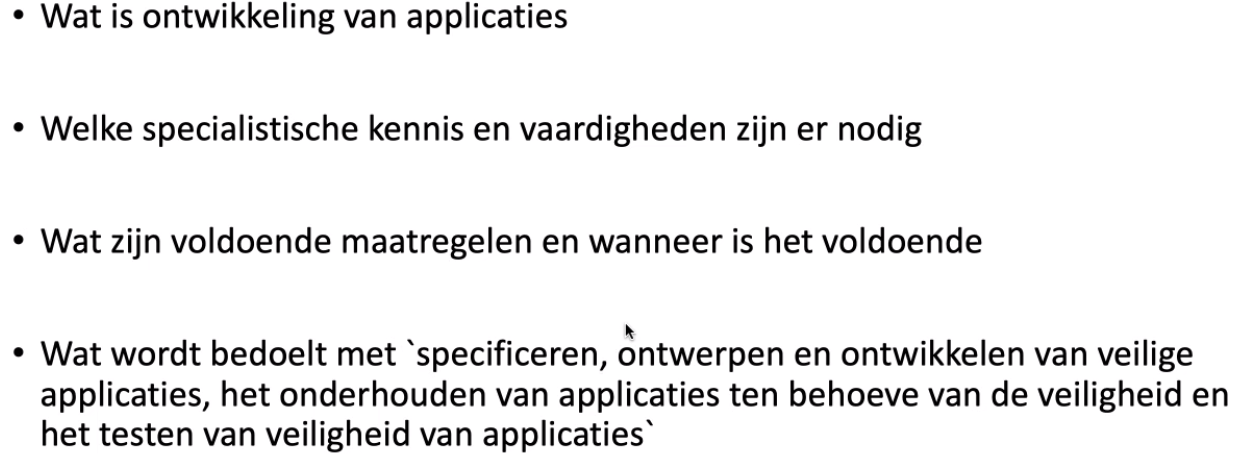 • Wat is ontwikkeling van applicaties
• Welke specialistische kennis en vaardigheden zijn er nodig
• Wat zijn voldoende maatregelen en wanneer is het voldoende
• Wat wordt bedoelt met `specificeren, ontwerpen en ontwikkelen van veilige
applicaties, het onderhouden van applicaties ten behoeve van de veiligheid en
het testen van veiligheid van applicaties`